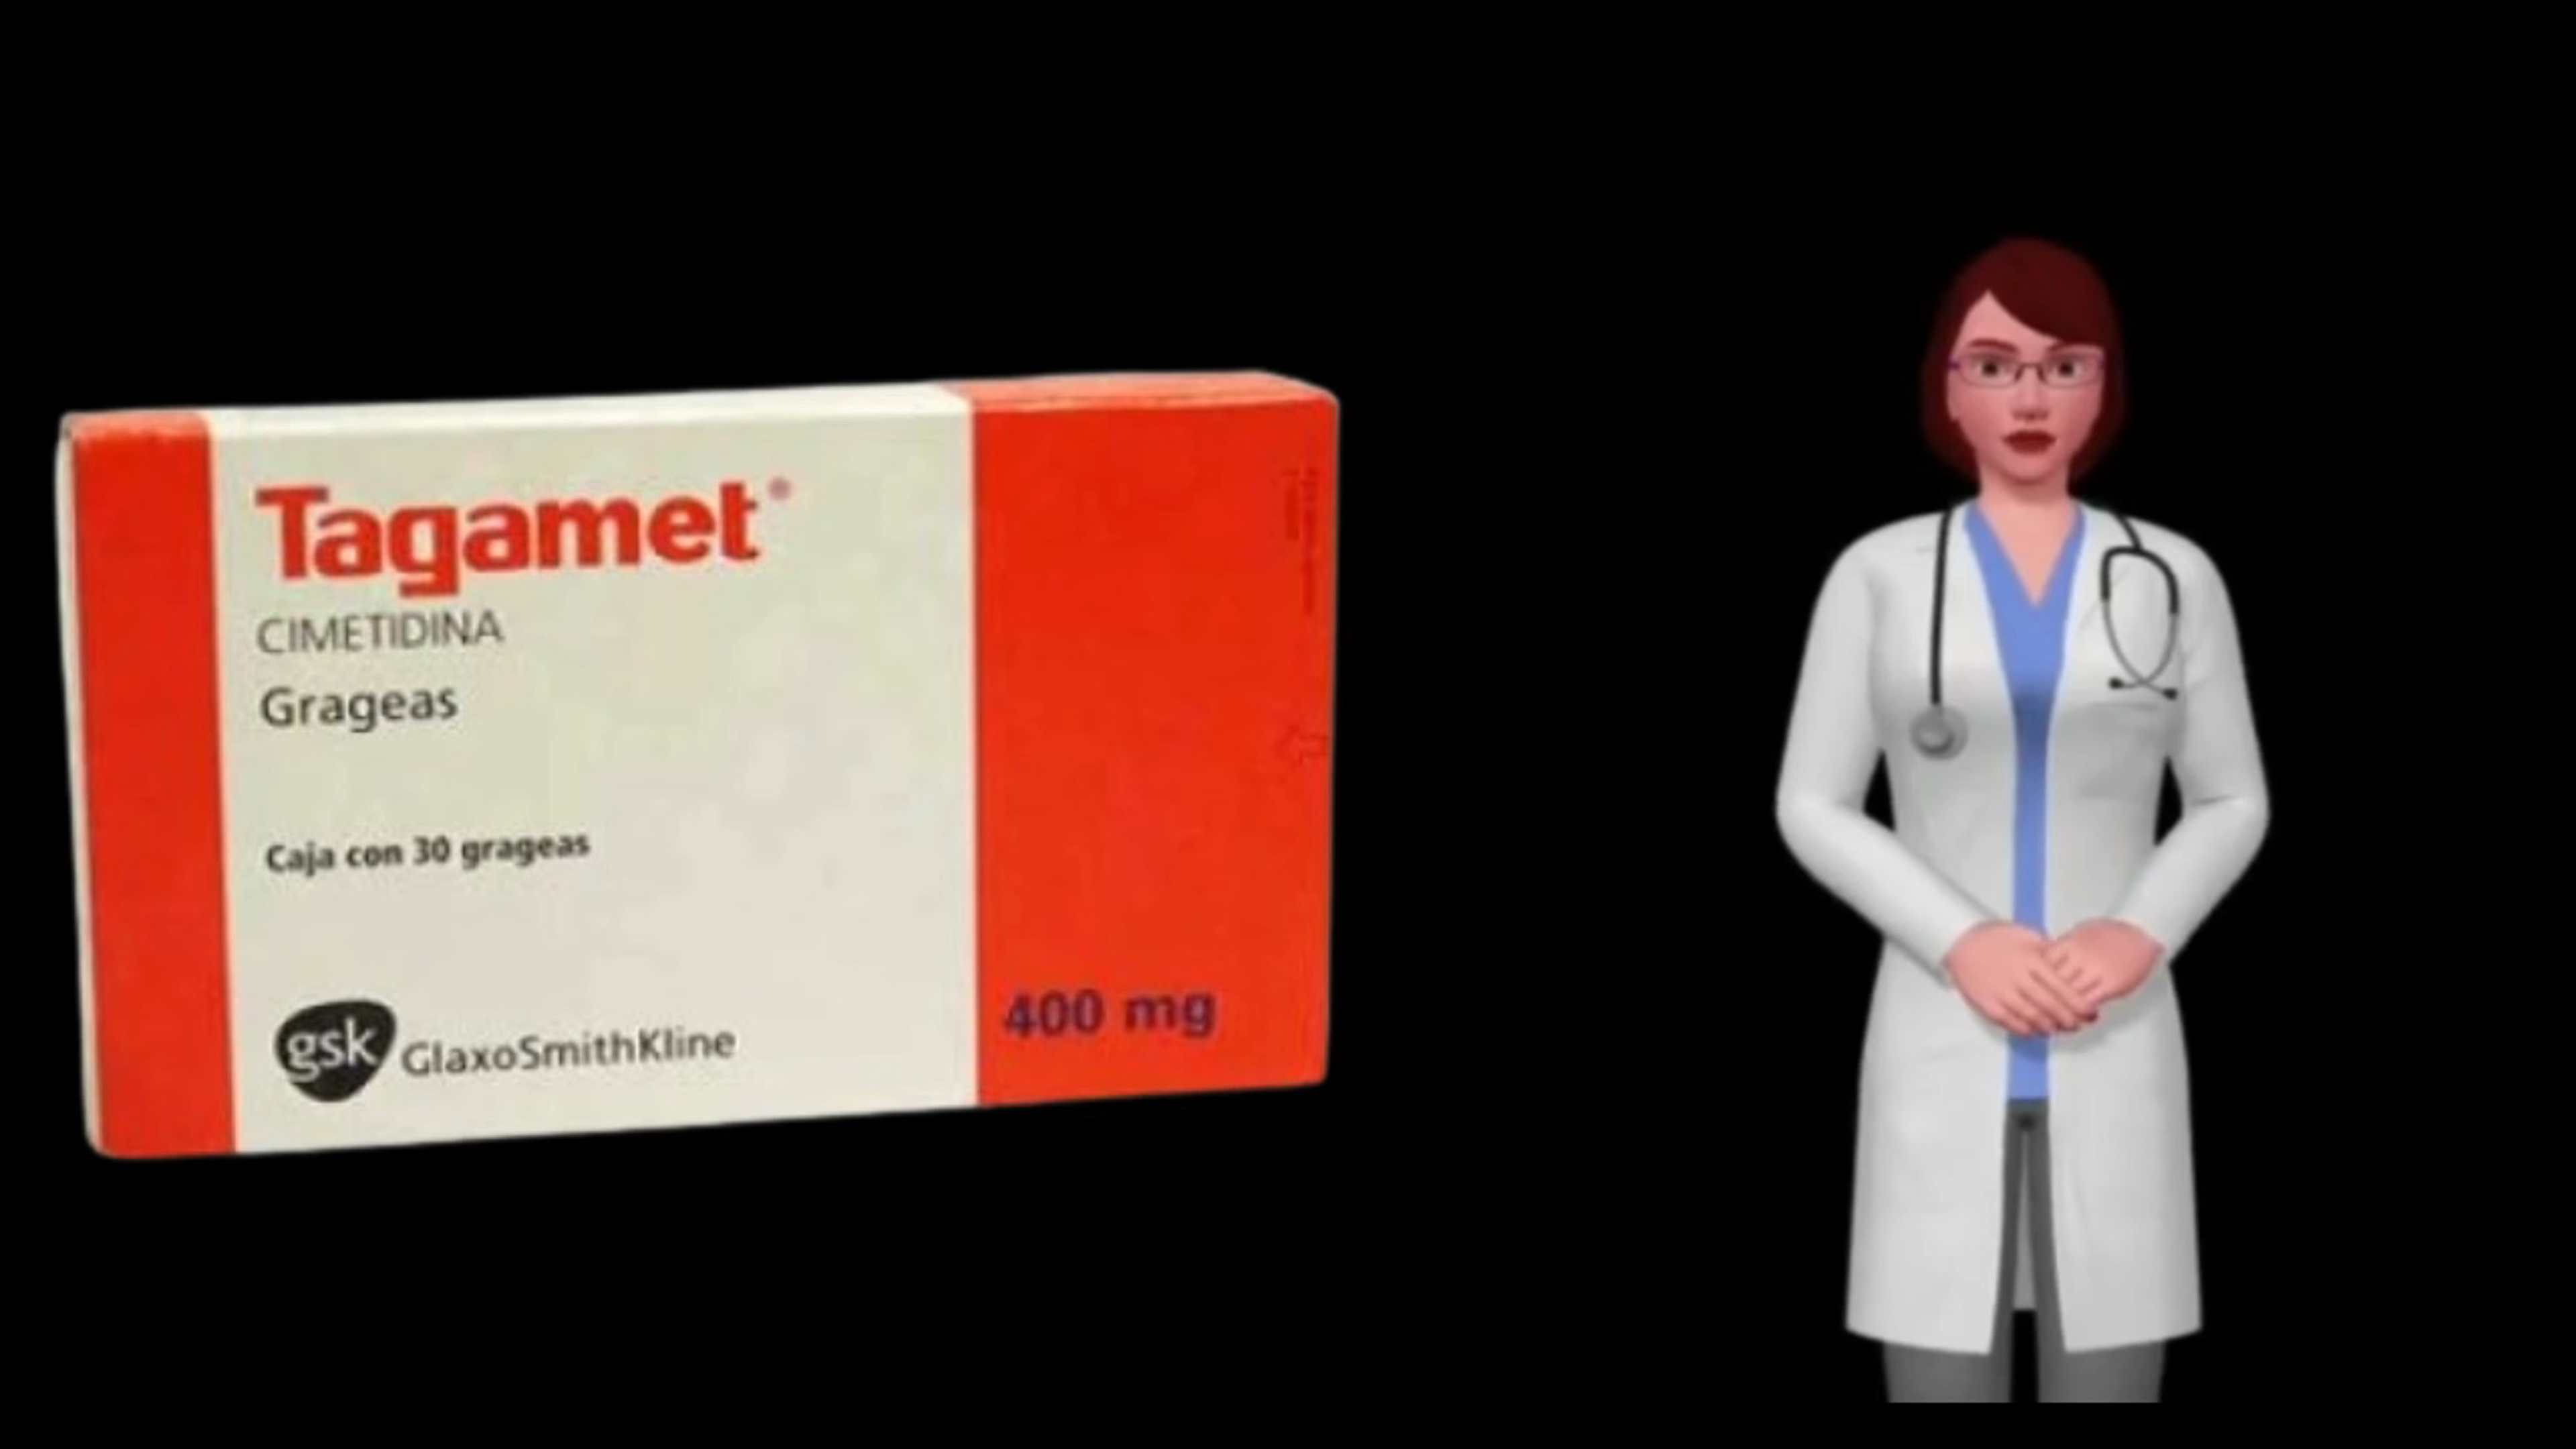 Tagamet®
CIMETIDINA
Grageas
Caja con 30 grageas
gsk GlaxoSmithKline
400 mg